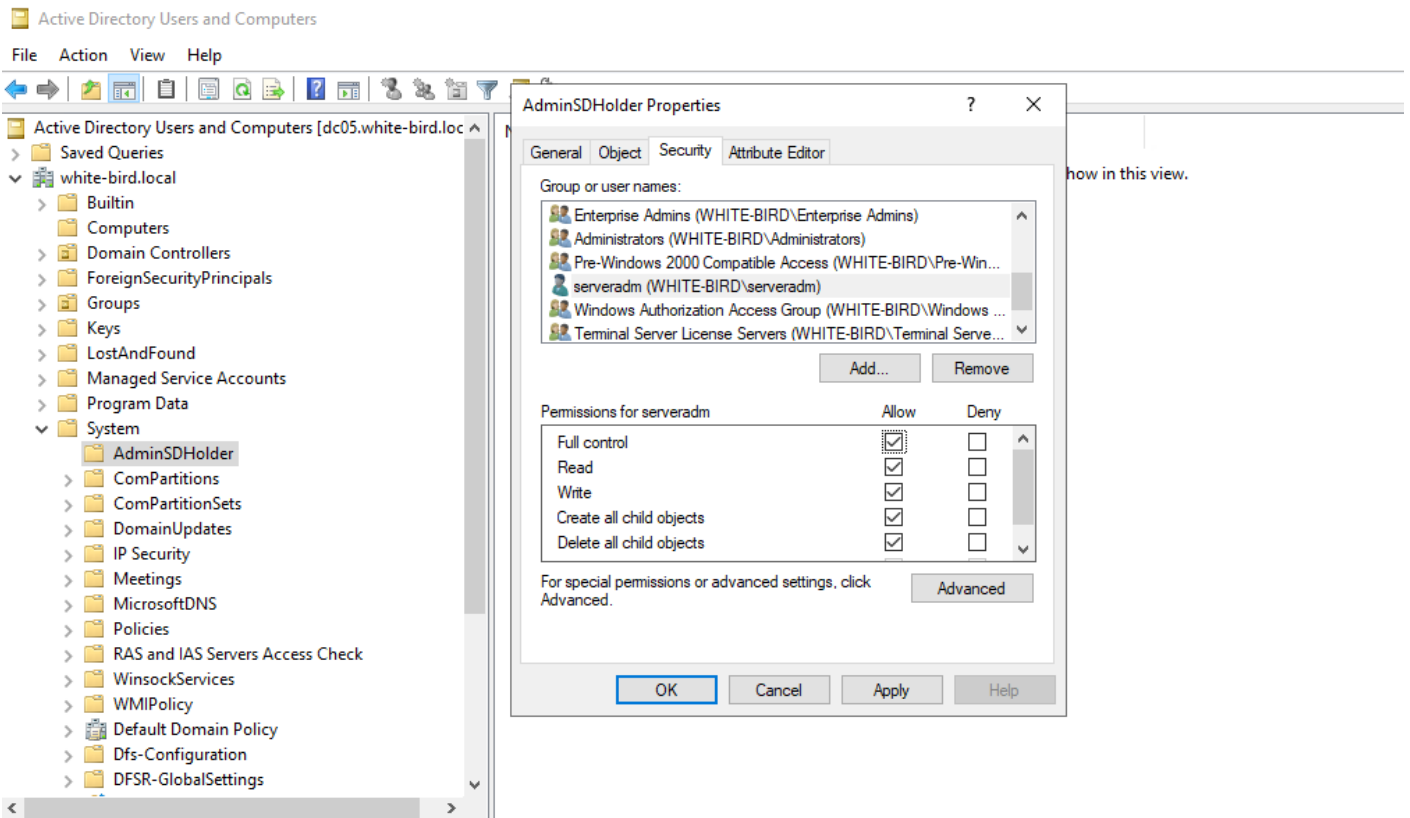 Active Directory Users and Computers
File Action View Help
Active Directory Users and Computers [dc05.white-bird.loc
Saved Queries
white-bird.local
Builtin
Computers
Domain Controllers
ForeignSecurityPrincipals
Groups
Keys
LostAndFound
Managed Service Accounts
Program Data
System
AdminSDHolder
ComPartitions
ComPartitionSets
DomainUpdates
IP Security
Meetings
MicrosoftDNS
Policies
RAS and IAS Servers Access Check
WinsockServices
WMIPolicy
Default Domain Policy
Dfs-Configuration
DFSR-GlobalSettings
how in this view.
AdminSDHolder Properties ?
General Object Security Attribute Editor
Group or user names:
Enterprise Admins (WHITE-BIRD\Enterprise Admins)
Administrators (WHITE-BIRD\Administrators)
Pre-Windows 2000 Compatible Access (WHITE-BIRD\Pre-Win...
serveradm (WHITE-BIRD\serveradm)
Windows Authorization Access Group (WHITE-BIRD\Windows ...
Terminal Server License Servers (WHITE-BIRD\Terminal Serve...
Add... Remove
Permissions for serveradm Allow Deny
Full control
Read
Write
Create all child objects
Delete all child objects
For special permissions or advanced settings, click
Advanced.
Advanced
OK Cancel Apply Help